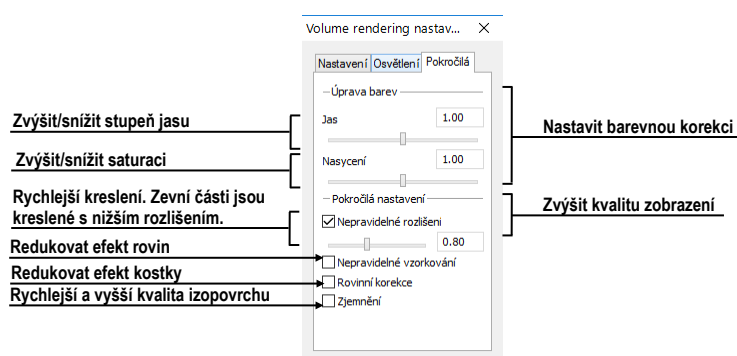 Volume rendering nastav...
Nastavení Osvětlení Pokročilá
Úprava barev
Jas 1.00
Nasycení 1.00
Pokročilá nastavení
Nepravidelné rozlišeni
0.80
Nepravidelné vzorkování
Rovinní korekce
Zjemnění
Zvýšit/snížit stupeň jasu
Zvýšit/snížit saturaci
Rychlejší kreslení. Zevní části jsou
kreslené s nižším rozlišením.
Redukovat efekt rovin
Redukovat efekt kostky
Rychlejší a vyšší kvalita izopovrchu
Nastavit barevnou korekci
Zvýšit kvalitu zobrazení